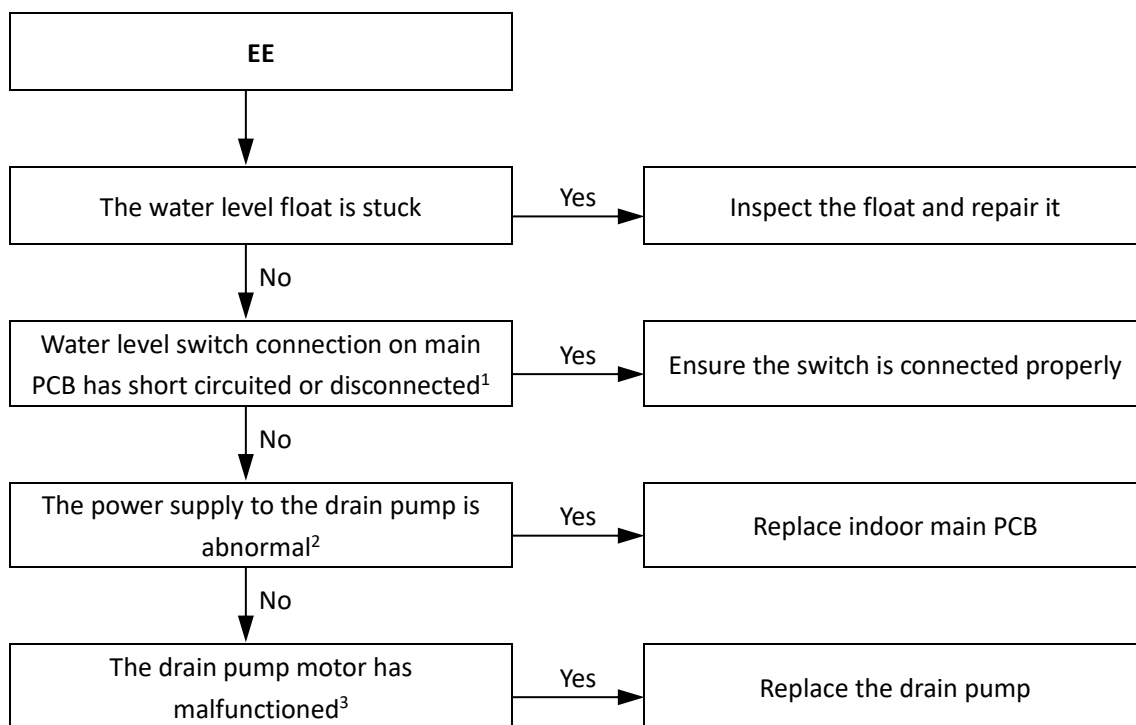 EE
The water level float is stuck
Yes
Inspect the float and repair it
No
Water level switch connection on main
PCB has short circuited or disconnected¹
Yes
Ensure the switch is connected properly
No
The power supply to the drain pump is
abnormal²
Yes
Replace indoor main PCB
No
The drain pump motor has
malfunctioned³
Yes
Replace the drain pump